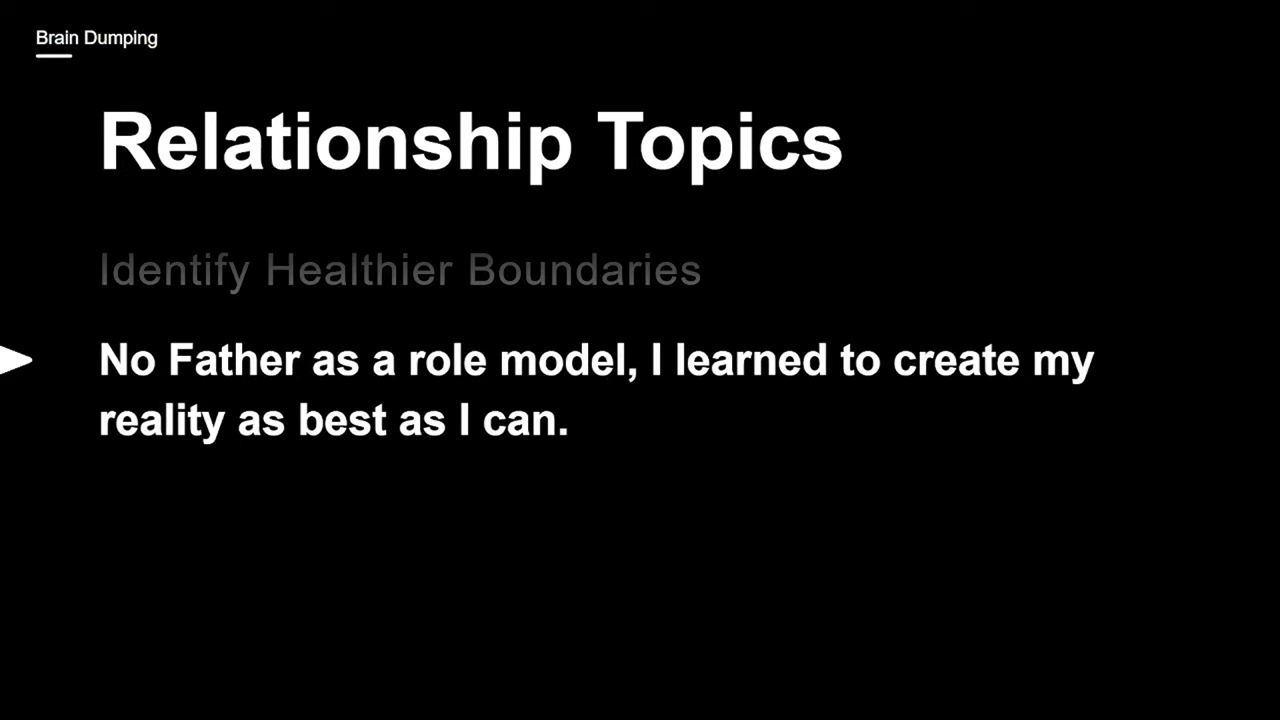 Brain Dumping
Relationship Topics
Identify Healthier Boundaries
No Father as a role model, I learned to create my
reality as best as I can.